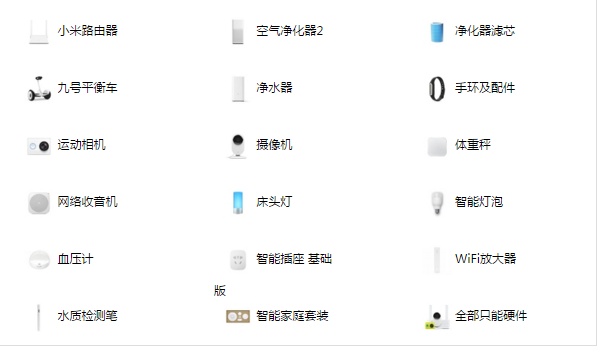 小米路由器
空气净化器2
净化器滤芯
九号平衡车
净水器
手环及配件
运动相机
摄像机
体重秤
网络收音机
床头灯
智能灯泡
血压计
智能插座 基础
版
WiFi放大器
水质检测笔
智能家庭套装
全部只能硬件